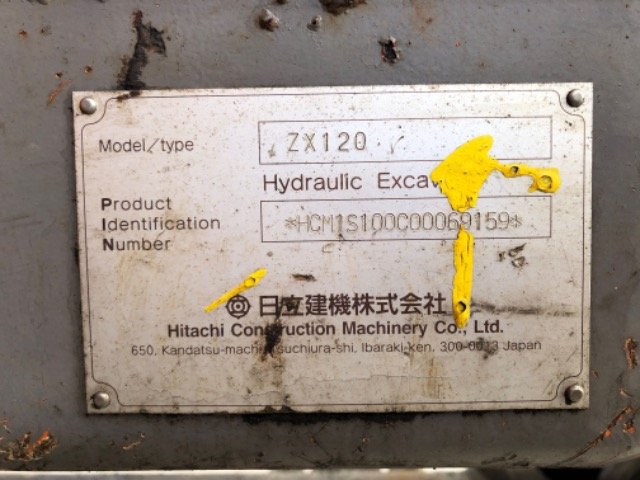 Model/type ZX120
Hydraulic Excav
Product
Identification
Number
*HCM1S100C00069159*
日立建機株式会社
Hitachi Construction Machinery Co., Ltd.
650, Kandatsu-machi, Tsuchiura-shi, Ibaraki-ken, 300-0013 Japan